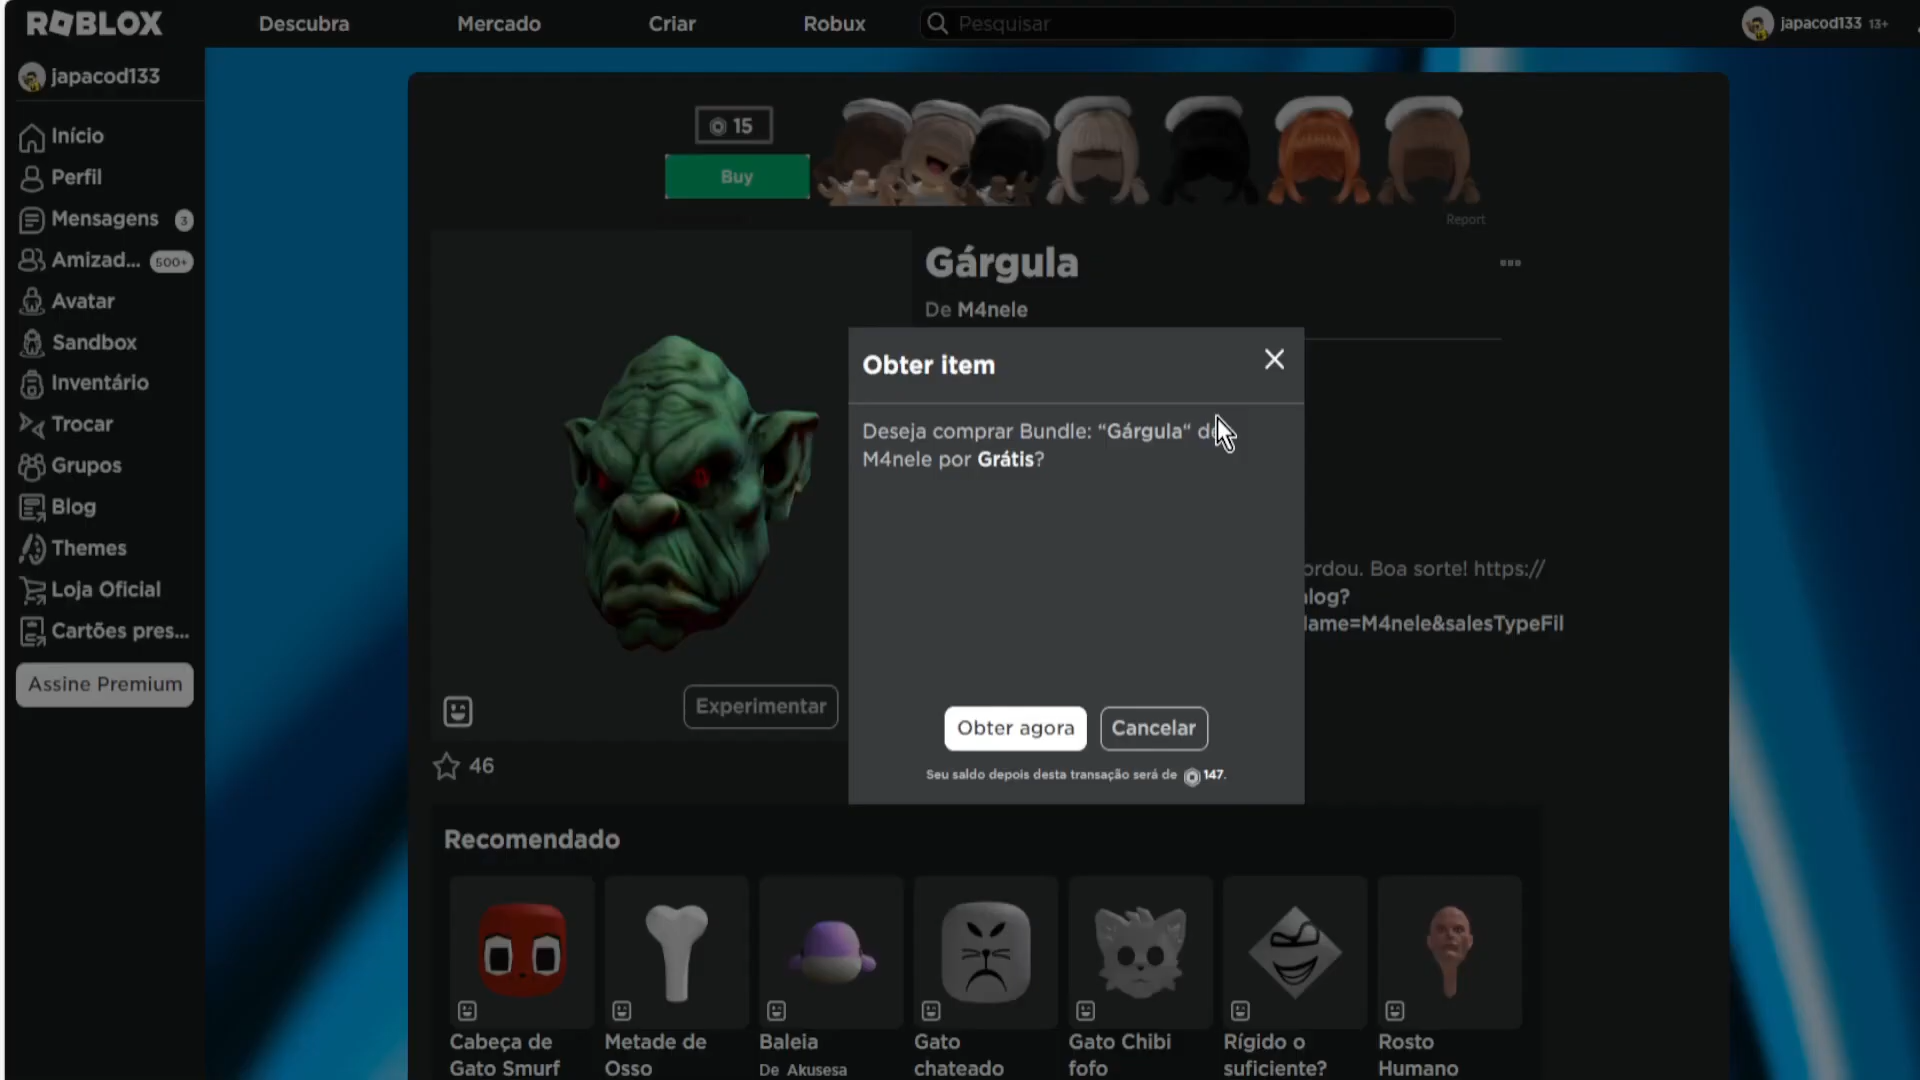 ROBLOX
Descubra
Mercado
Criar
Robux
Pesquisar
japacod133 13+
japacod133
Início
Perfil
Mensagens 3
Amizad... 500+
Avatar
Sandbox
Inventário
Trocar
Grupos
Blog
Themes
Loja Oficial
Cartões pres...
Assine Premium
15
Buy
Report
Gárgula
De M4nele
Obter item
Deseja comprar Bundle: “Gárgula“ de
M4nele por Grátis?
Obter agora
Cancelar
Seu saldo depois desta transação será de 147.
ordou. Boa sorte! https://
alog?
Name=M4nele&salesTypeFil
Experimentar
46
Recomendado
Cabeça de
Gato Smurf
Metade de
Osso
Baleia
De Akusesa
Gato
chateado
Gato Chibi
fofo
Rígido o
suficiente?
Rosto
Humano